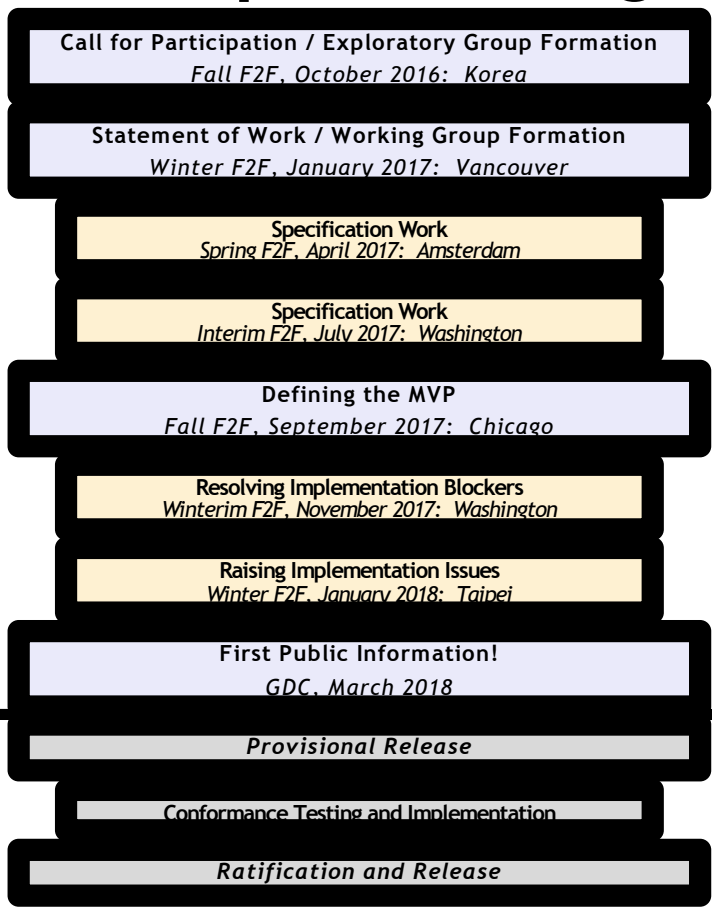 Call for Participation / Exploratory Group Formation
Fall F2F, October 2016: Korea
Statement of Work / Working Group Formation
Winter F2F, January 2017: Vancouver
Specification Work
Spring F2F, April 2017: Amsterdam
Specification Work
Interim F2F, July 2017: Washington
Defining the MVP
Fall F2F, September 2017: Chicago
Resolving Implementation Blockers
Winterim F2F, November 2017: Washington
Raising Implementation Issues
Winter F2F, January 2018: Taipei
First Public Information!
GDC, March 2018
Provisional Release
Conformance Testing and Implementation
Ratification and Release